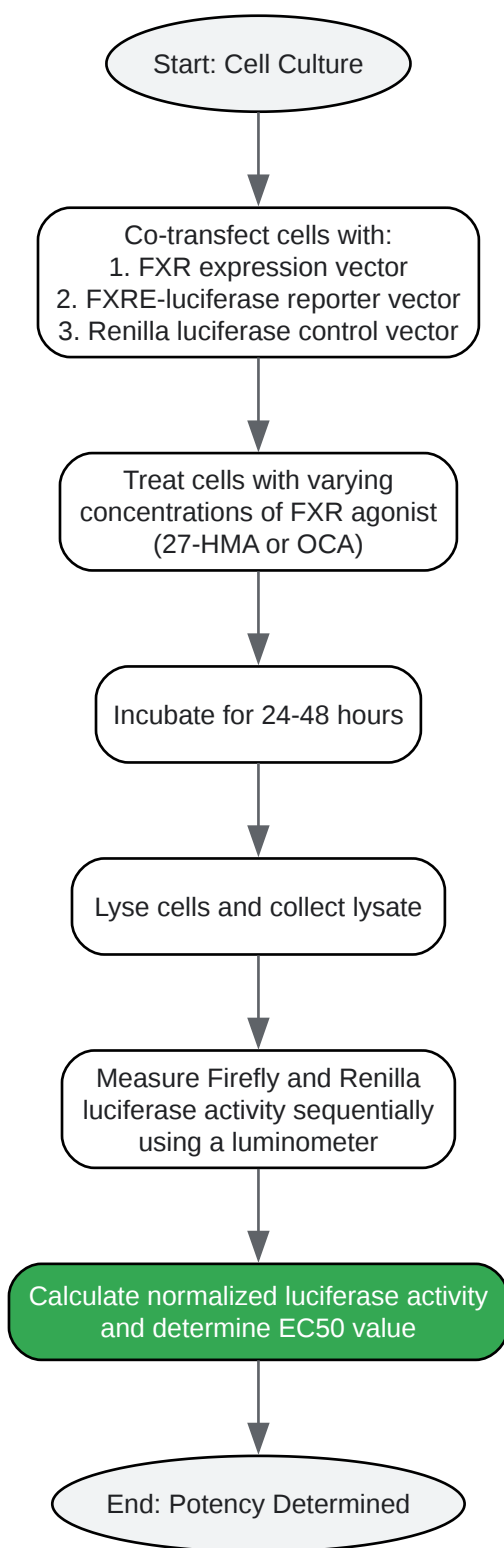 Start: Cell Culture
Co-transfect cells with:
1. FXR expression vector
2. FXRE-luciferase reporter vector
3. Renilla luciferase control vector
Treat cells with varying
concentrations of FXR agonist
(27-HMA or OCA)
Incubate for 24-48 hours
Lyse cells and collect lysate
Measure Firefly and Renilla
luciferase activity sequentially
using a luminometer
Calculate normalized luciferase activity
and determine EC50 value
End: Potency Determined